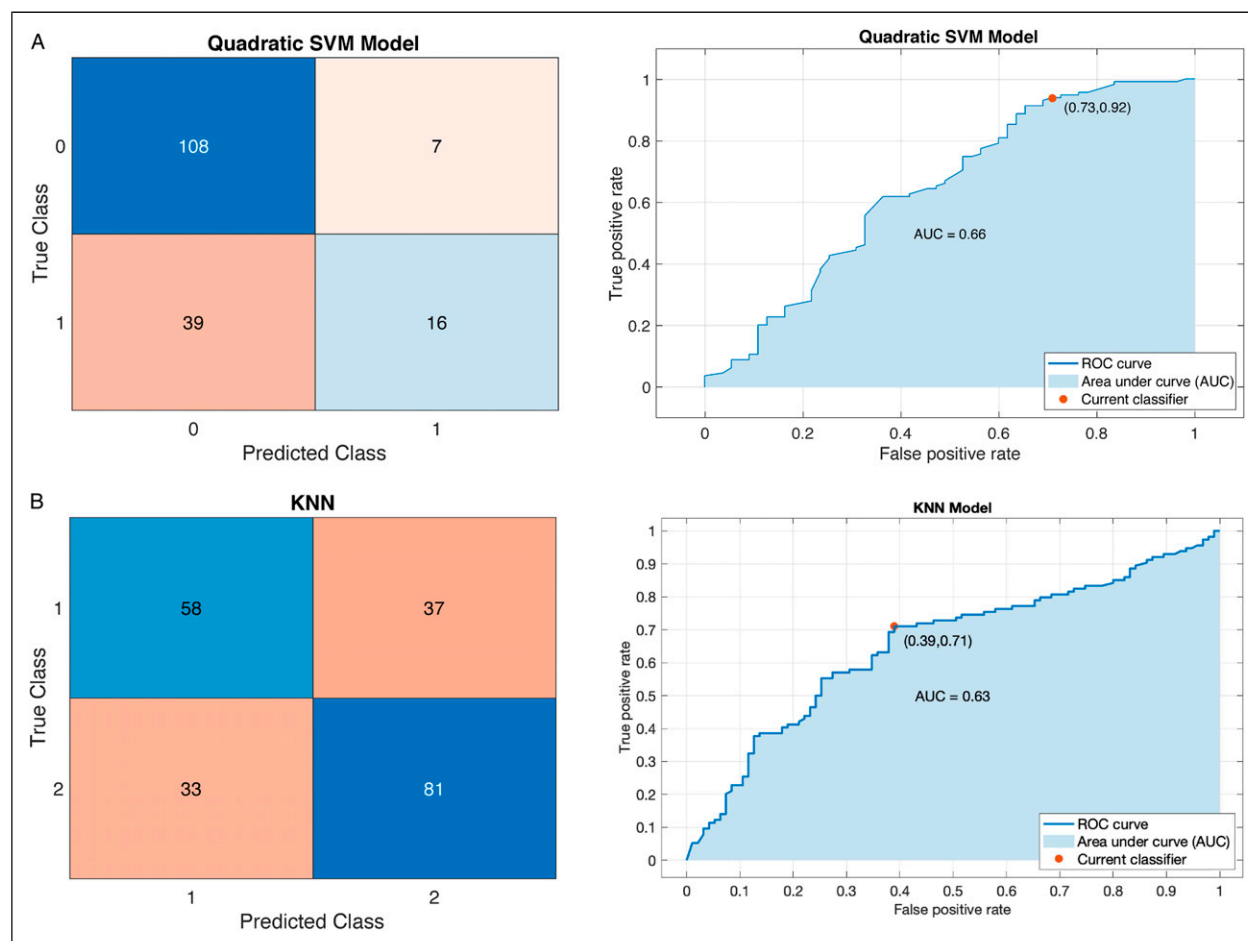 A
Quadratic SVM Model
True Class
0
108
7
1
39
16
0
1
Predicted Class
Quadratic SVM Model
True positive rate
1
0.8
0.6
0.4
0.2
0
(0.73,0.92)
AUC = 0.66
ROC curve
Area under curve (AUC)
Current classifier
0
0.2
0.4
0.6
0.8
1
False positive rate
B
KNN
True Class
1
58
37
2
33
81
1
2
Predicted Class
KNN Model
True positive rate
1
0.9
0.8
0.7
0.6
0.5
0.4
0.3
0.2
0.1
0
(0.39,0.71)
AUC = 0.63
ROC curve
Area under curve (AUC)
Current classifier
0
0.1
0.2
0.3
0.4
0.5
0.6
0.7
0.8
0.9
1
False positive rate